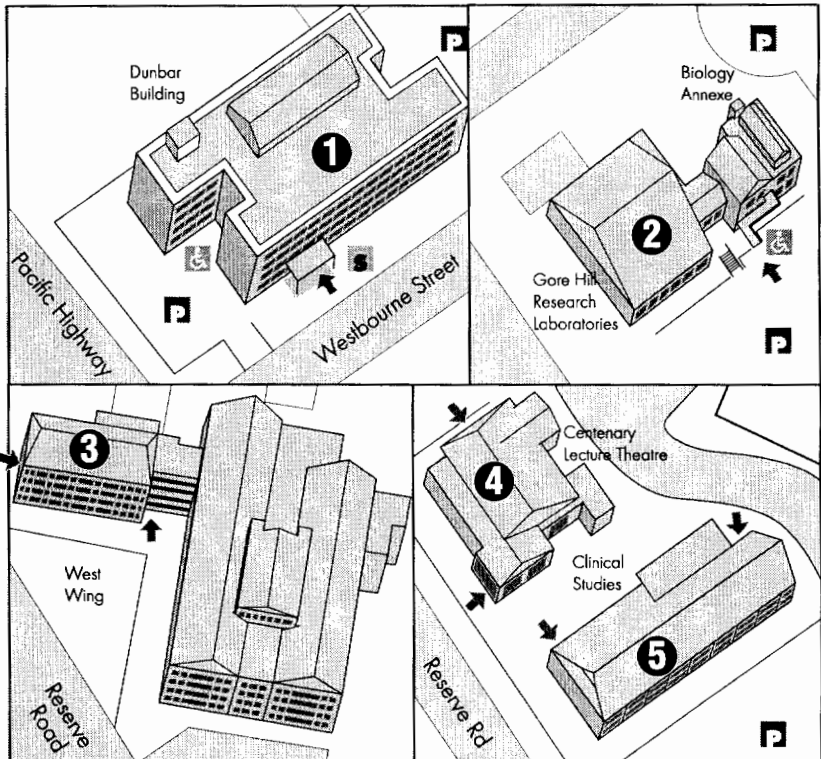 P
Dunbar
Building
1
S
P
Pacific Highway
Westbourne Street
P
Biology
Annexe
2
Gore Hill
Research
Laboratories
P
3
West
Wing
Reserve
Road
4
Centenary
Lecture Theatre
Clinical
Studies
5
Reserve Rd
P